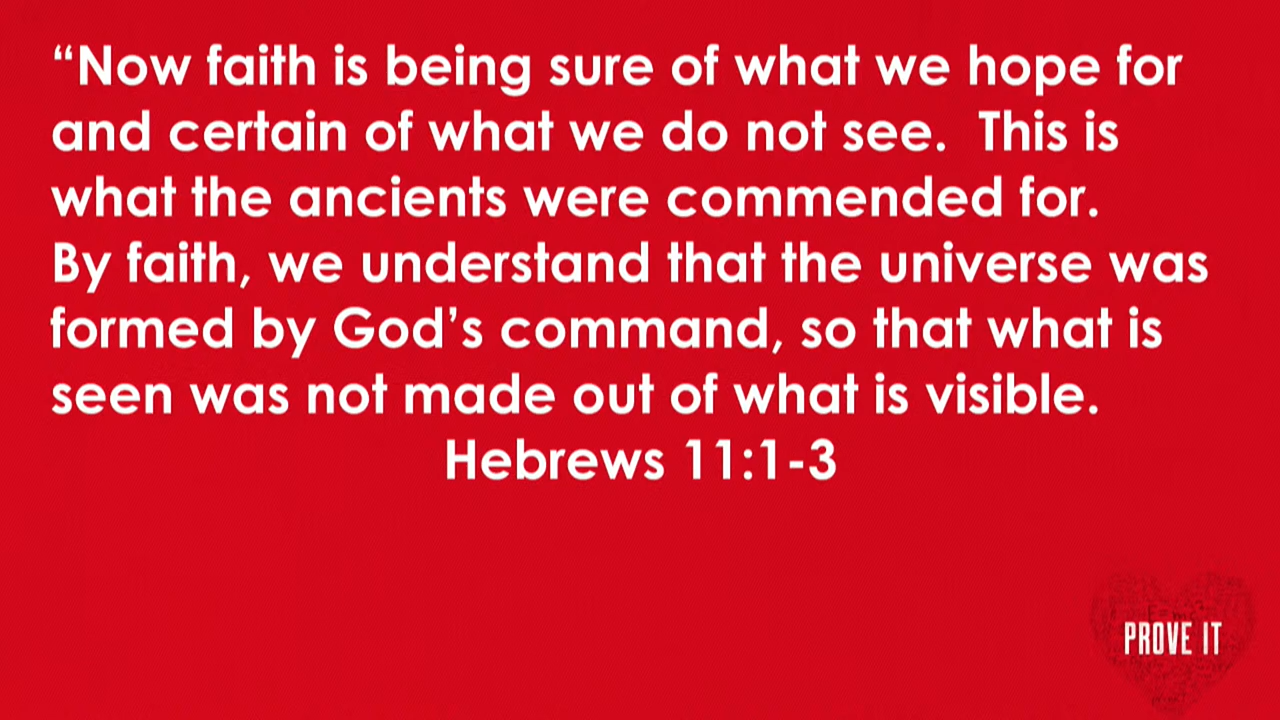 “Now faith is being sure of what we hope for
and certain of what we do not see.  This is
what the ancients were commended for.
By faith, we understand that the universe was
formed by God’s command, so that what is
seen was not made out of what is visible.
Hebrews 11:1-3
PROVE IT